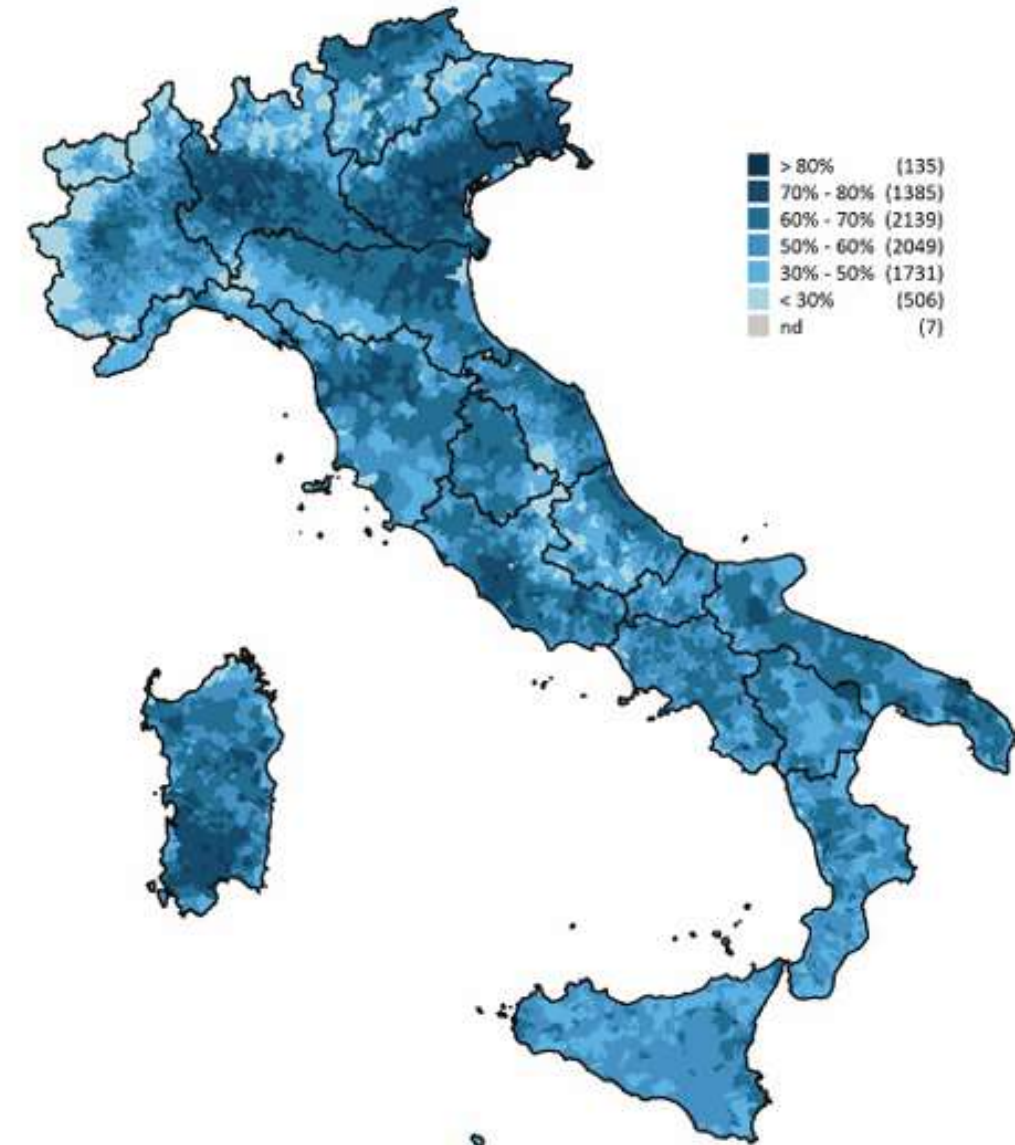 > 80% (135)
70% - 80% (1385)
60% - 70% (2139)
50% - 60% (2049)
30% - 50% (1731)
< 30% (506)
nd (7)